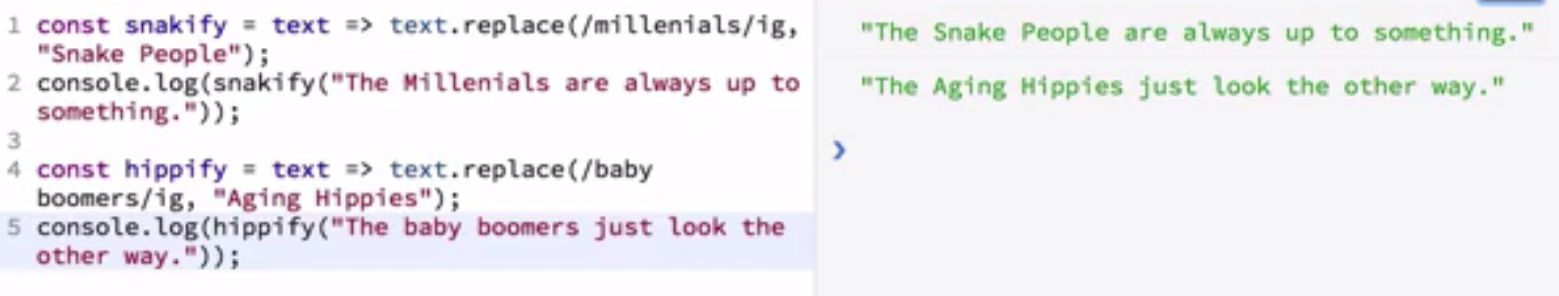 1 const snakify = text => text.replace(/millenials/ig,
"Snake People");
2 console.log(snakify("The Millenials are always up to
something."));
3
4 const hippify = text => text.replace(/baby
boomers/ig, "Aging Hippies");
5 console.log(hippify("The baby boomers just look the
other way."));
"The Snake People are always up to something."
"The Aging Hippies just look the other way."
❯